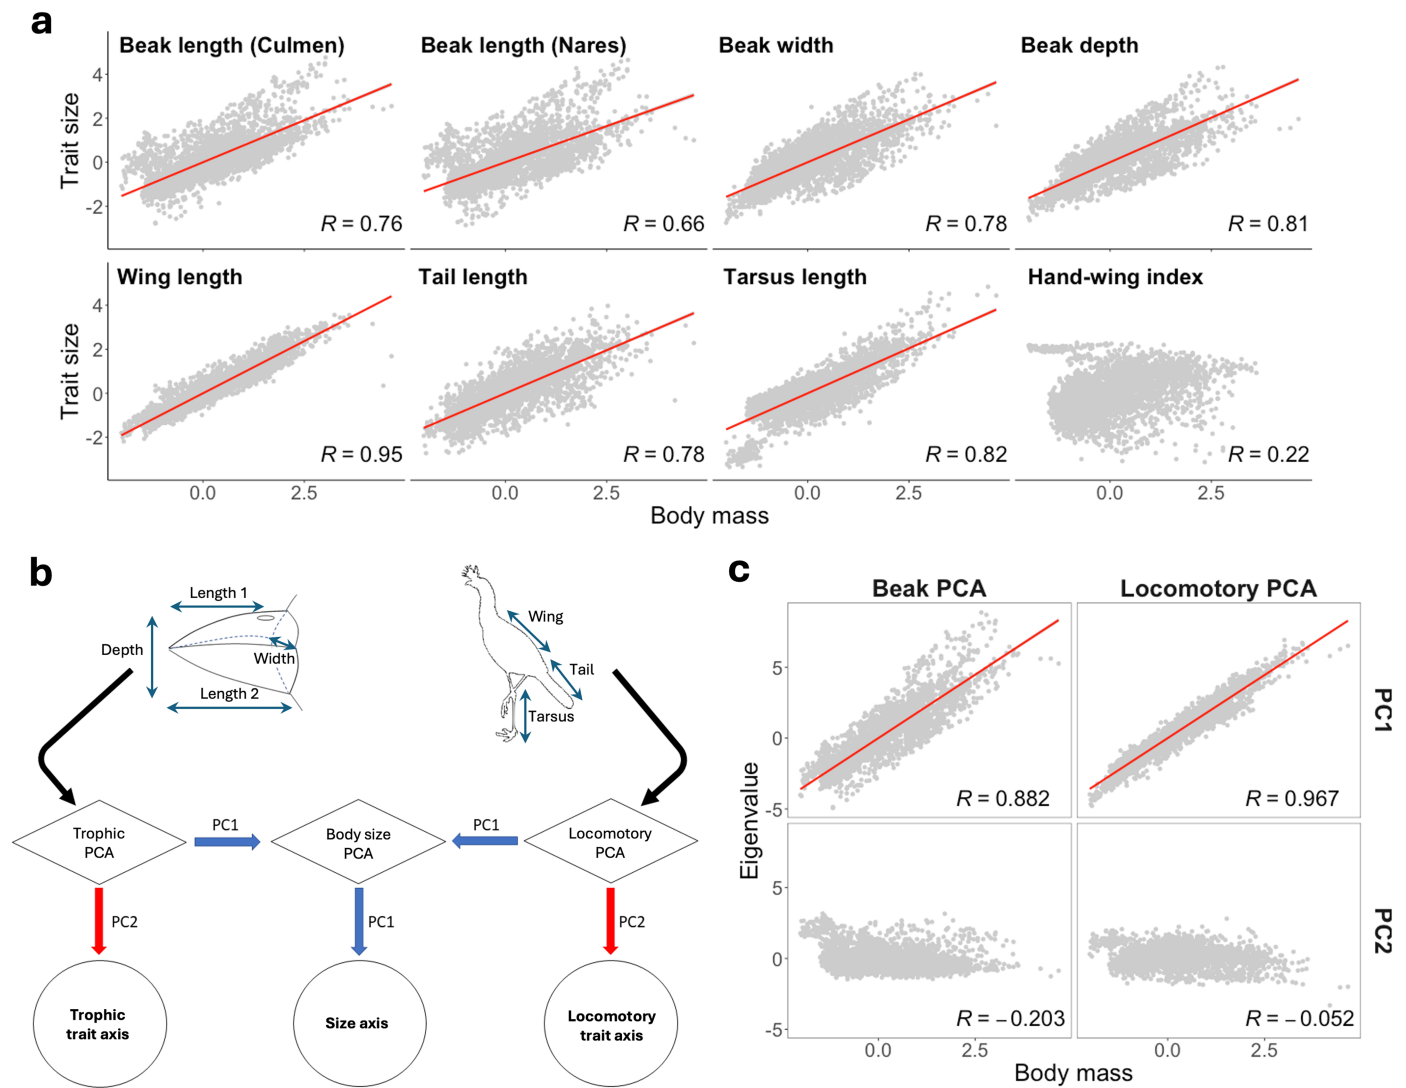 a
Beak length (Culmen)
Beak length (Nares)
Beak width
Beak depth
Trait size
4
2
0
-2
R = 0.76
R = 0.66
R = 0.78
R = 0.81
Wing length
Tail length
Tarsus length
Hand-wing index
Trait size
4
2
0
-2
R = 0.95
R = 0.78
R = 0.82
R = 0.22
0.0 2.5 0.0 2.5 0.0 2.5 0.0 2.5
Body mass
b
Length 1
Depth
Width
Length 2
Wing
Tail
Tarsus
Trophic
PCA
PC1
Body size
PCA
PC1
Locomotory
PCA
PC2
PC1
PC2
Trophic
trait axis
Size axis
Locomotory
trait axis
c
Beak PCA
Locomotory PCA
Eigenvalue
5
0
-5
R = 0.882
R = 0.967
PC1
5
0
-5
R = −0.203
R = −0.052
PC2
0.0 2.5 0.0 2.5
Body mass